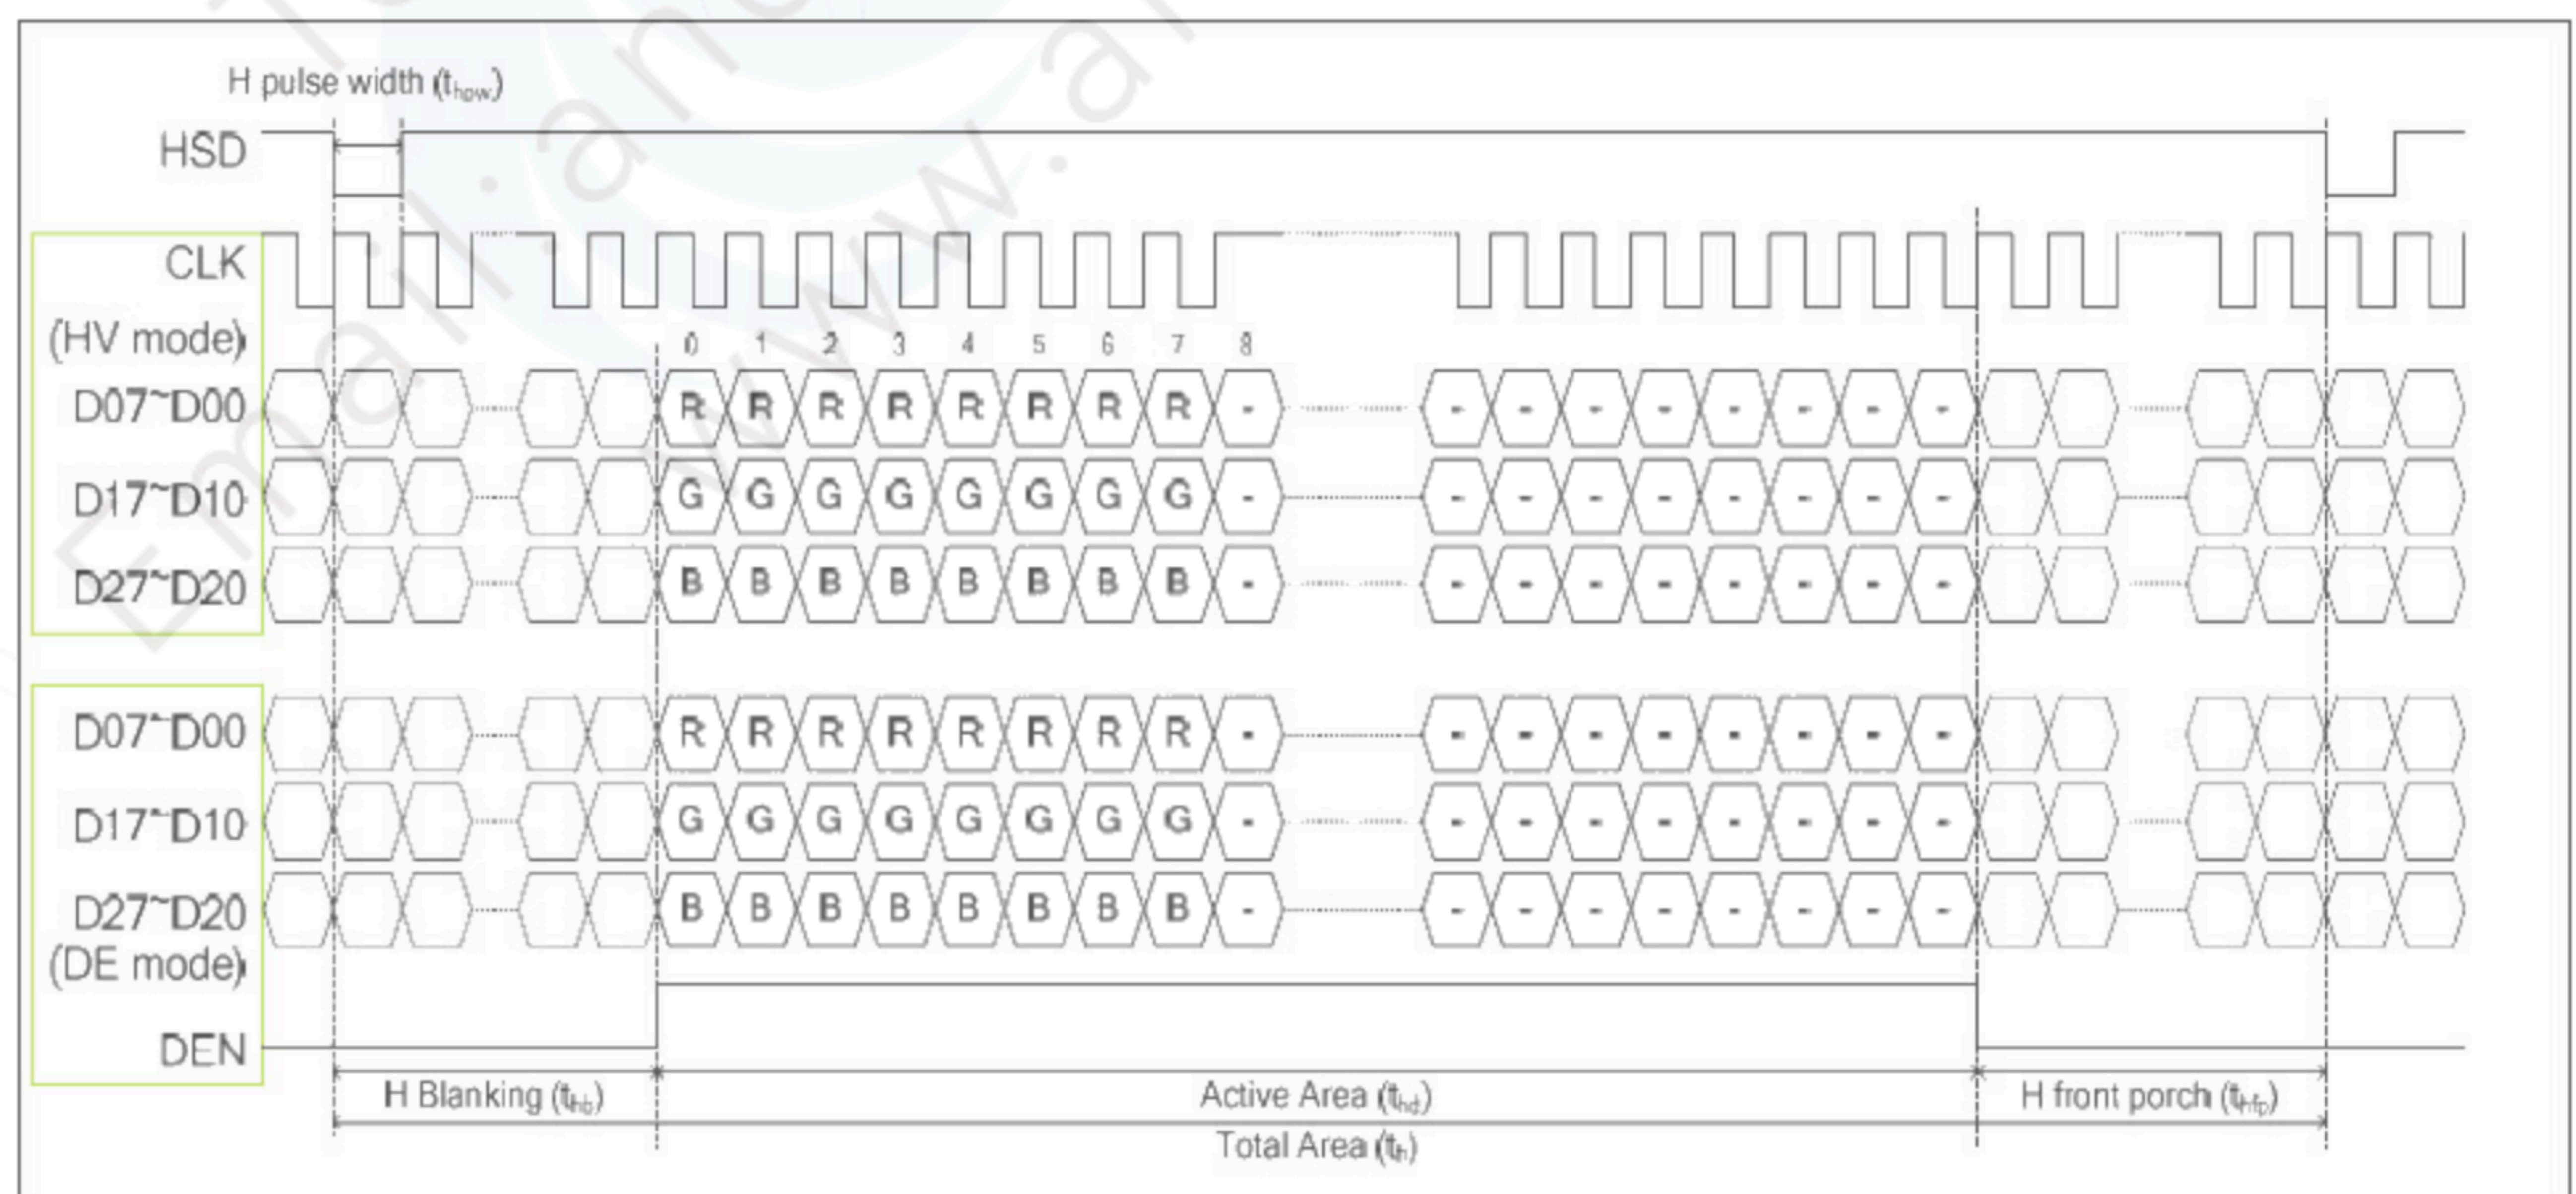 H pulse width (thpw)
HSD
CLK
(HV mode)
0 1 2 3 4 5 6 7 8
D07~D00 R R R R R R R R - - - - - - - - -
D17~D10 G G G G G G G G - - - - - - - - -
D27~D20 B B B B B B B B - - - - - - - - -
D07~D00 R R R R R R R R - - - - - - - - -
D17~D10 G G G G G G G G - - - - - - - - -
D27~D20 B B B B B B B B - - - - - - - - -
(DE mode)
DEN
H Blanking (thb) Active Area (thd) H front porch (thfp)
Total Area (th)
Email:
www.